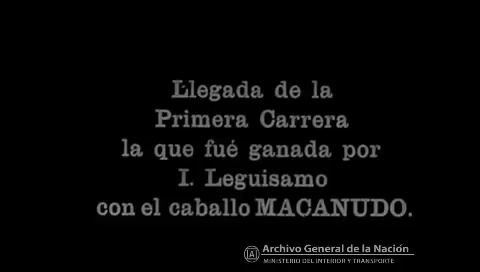 Llegada de la
Primera Carrera
la que fué ganada por
I. Leguisamo
con el caballo MACANUDO.
Archivo General de la Nación
MINISTERIO DEL INTERIOR Y TRANSPORTE